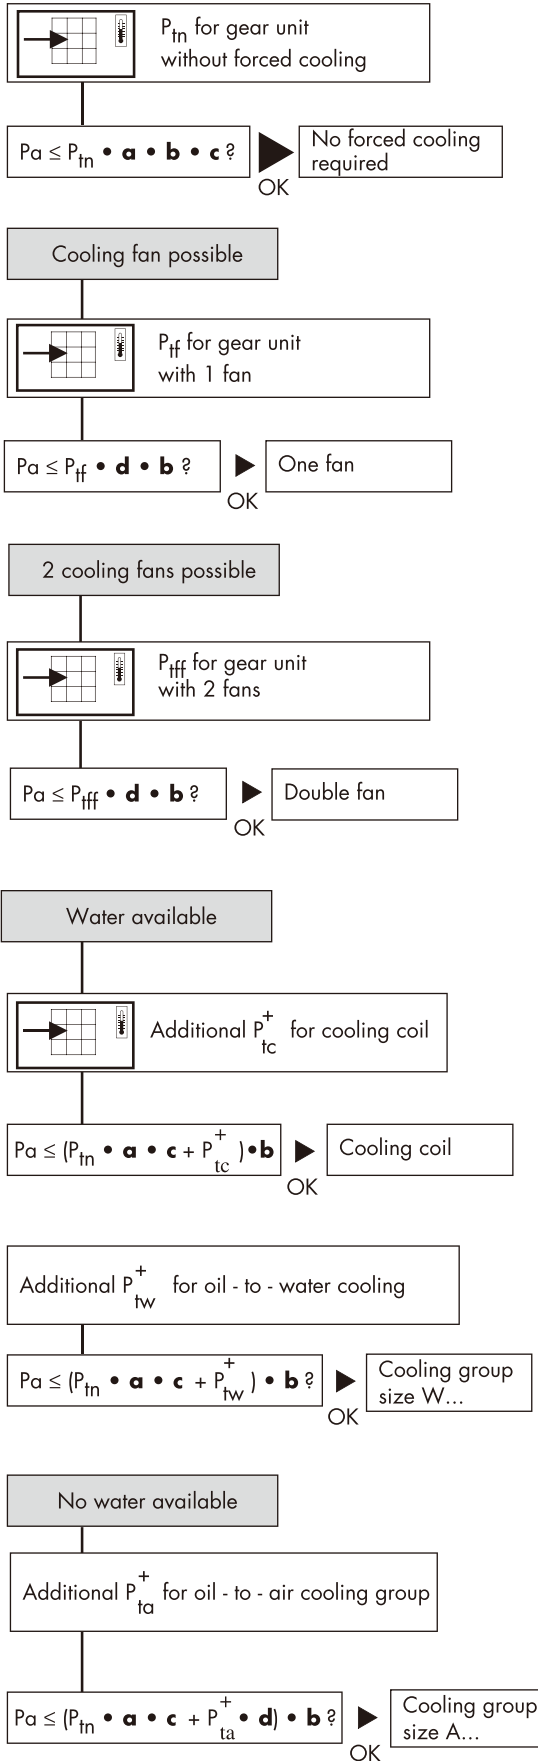 Ptn for gear unit
without forced cooling
Pa ≤ Ptn • a • b • c ?
OK
No forced cooling
required
Cooling fan possible
Ptf for gear unit
with 1 fan
Pa ≤ Ptf • d • b ?
OK
One fan
2 cooling fans possible
Ptff for gear unit
with 2 fans
Pa ≤ Ptff • d • b ?
OK
Double fan
Water available
Additional P+tc for cooling coil
Pa ≤ (Ptn • a • c + P+tc )•b
OK
Cooling coil
Additional P+tw for oil - to - water cooling
Pa ≤ (Ptn • a • c + P+tw ) • b ?
OK
Cooling group
size W...
No water available
Additional P+ta for oil - to - air cooling group
Pa ≤ (Ptn • a • c + P+ta • d) • b ?
OK
Cooling group
size A...